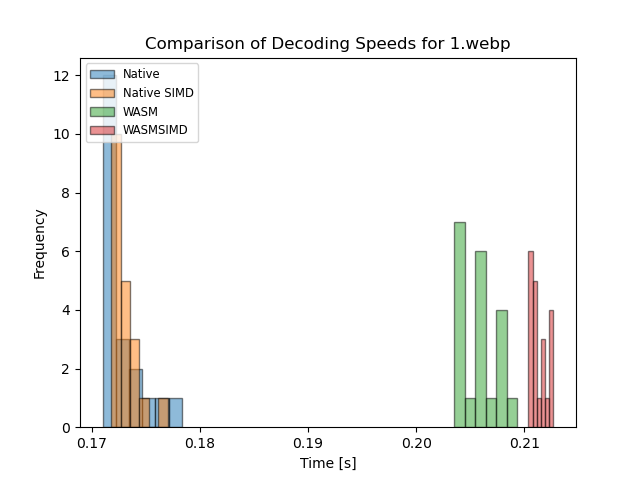 Comparison of Decoding Speeds for 1.webp
Native
Native SIMD
WASM
WASMSIMD
Frequency
12
10
8
6
4
2
0
0.17
0.18
0.19
0.20
0.21
Time [s]